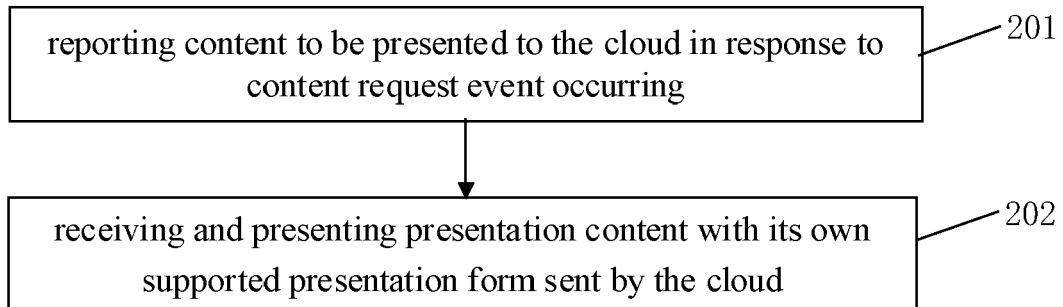 reporting content to be presented to the cloud in response to
content request event occurring
201
receiving and presenting presentation content with its own
supported presentation form sent by the cloud
202